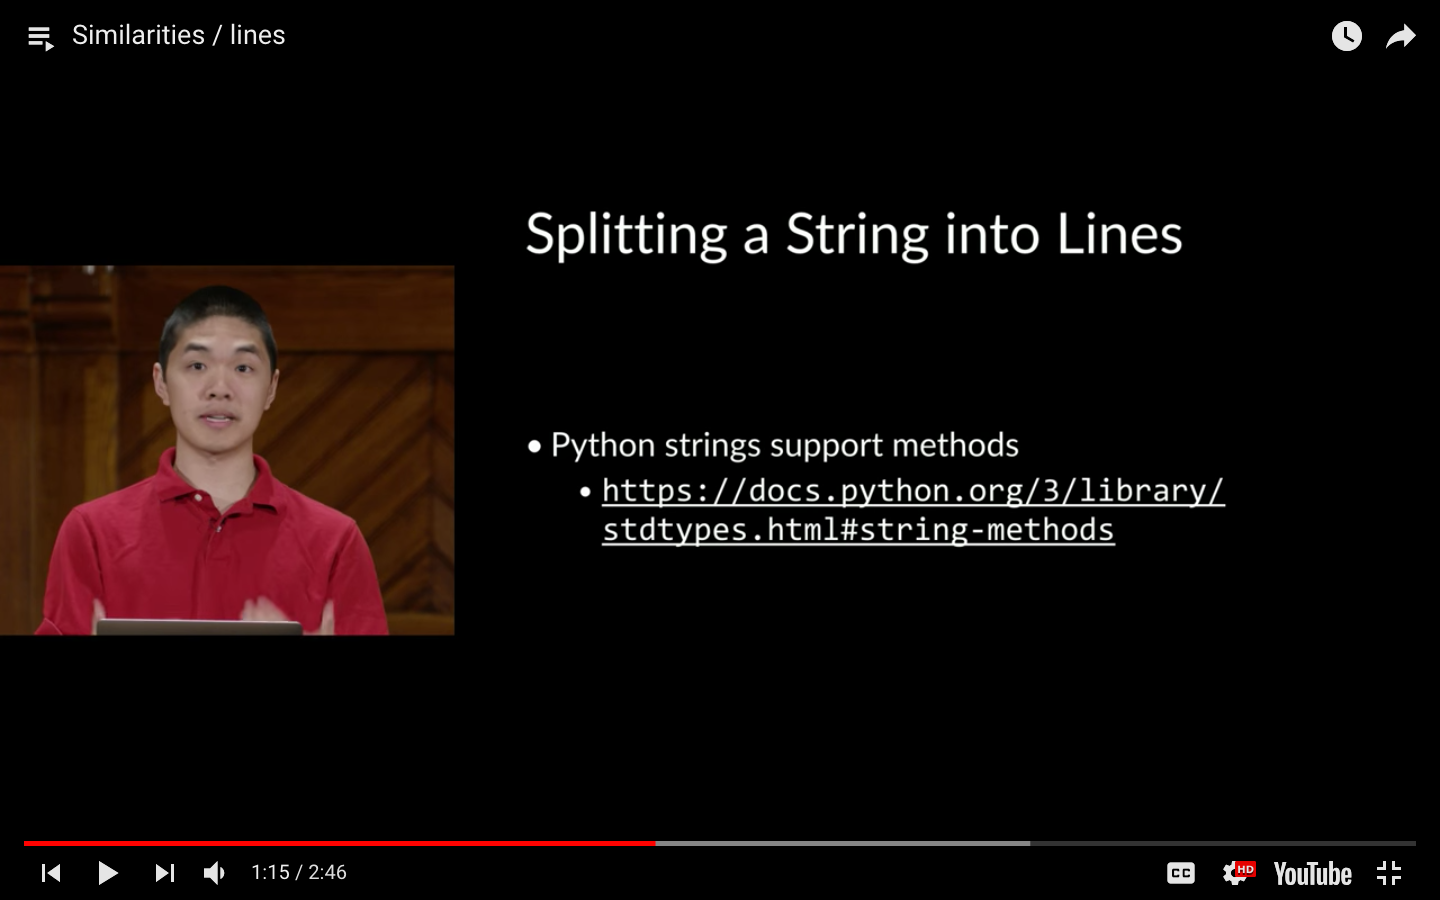 Similarities / lines
Splitting a String into Lines
• Python strings support methods
• https://docs.python.org/3/library/
stdtypes.html#string-methods
1:15 / 2:46
CC
HD
YouTube